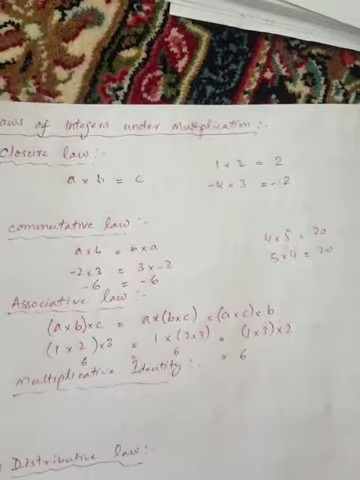 aws of Integers under Multiplication:-
Closure law:-
1 × 2 = 2
a × b = c
-4 × 3 = -12
commutative law:-
a × b = b × a
4 × 5 = 20
-2 × 3 = 3 × -2
5 × 4 = 20
-6 = -6
Associative law:-
(a×b)×c = a×(b×c) = (a×c)×b
(1 × 2) ×3 = 1 × (2×3) = (1×3)×2
6 = 6 = 6
Multiplicative Identity:-
Distributive law:-